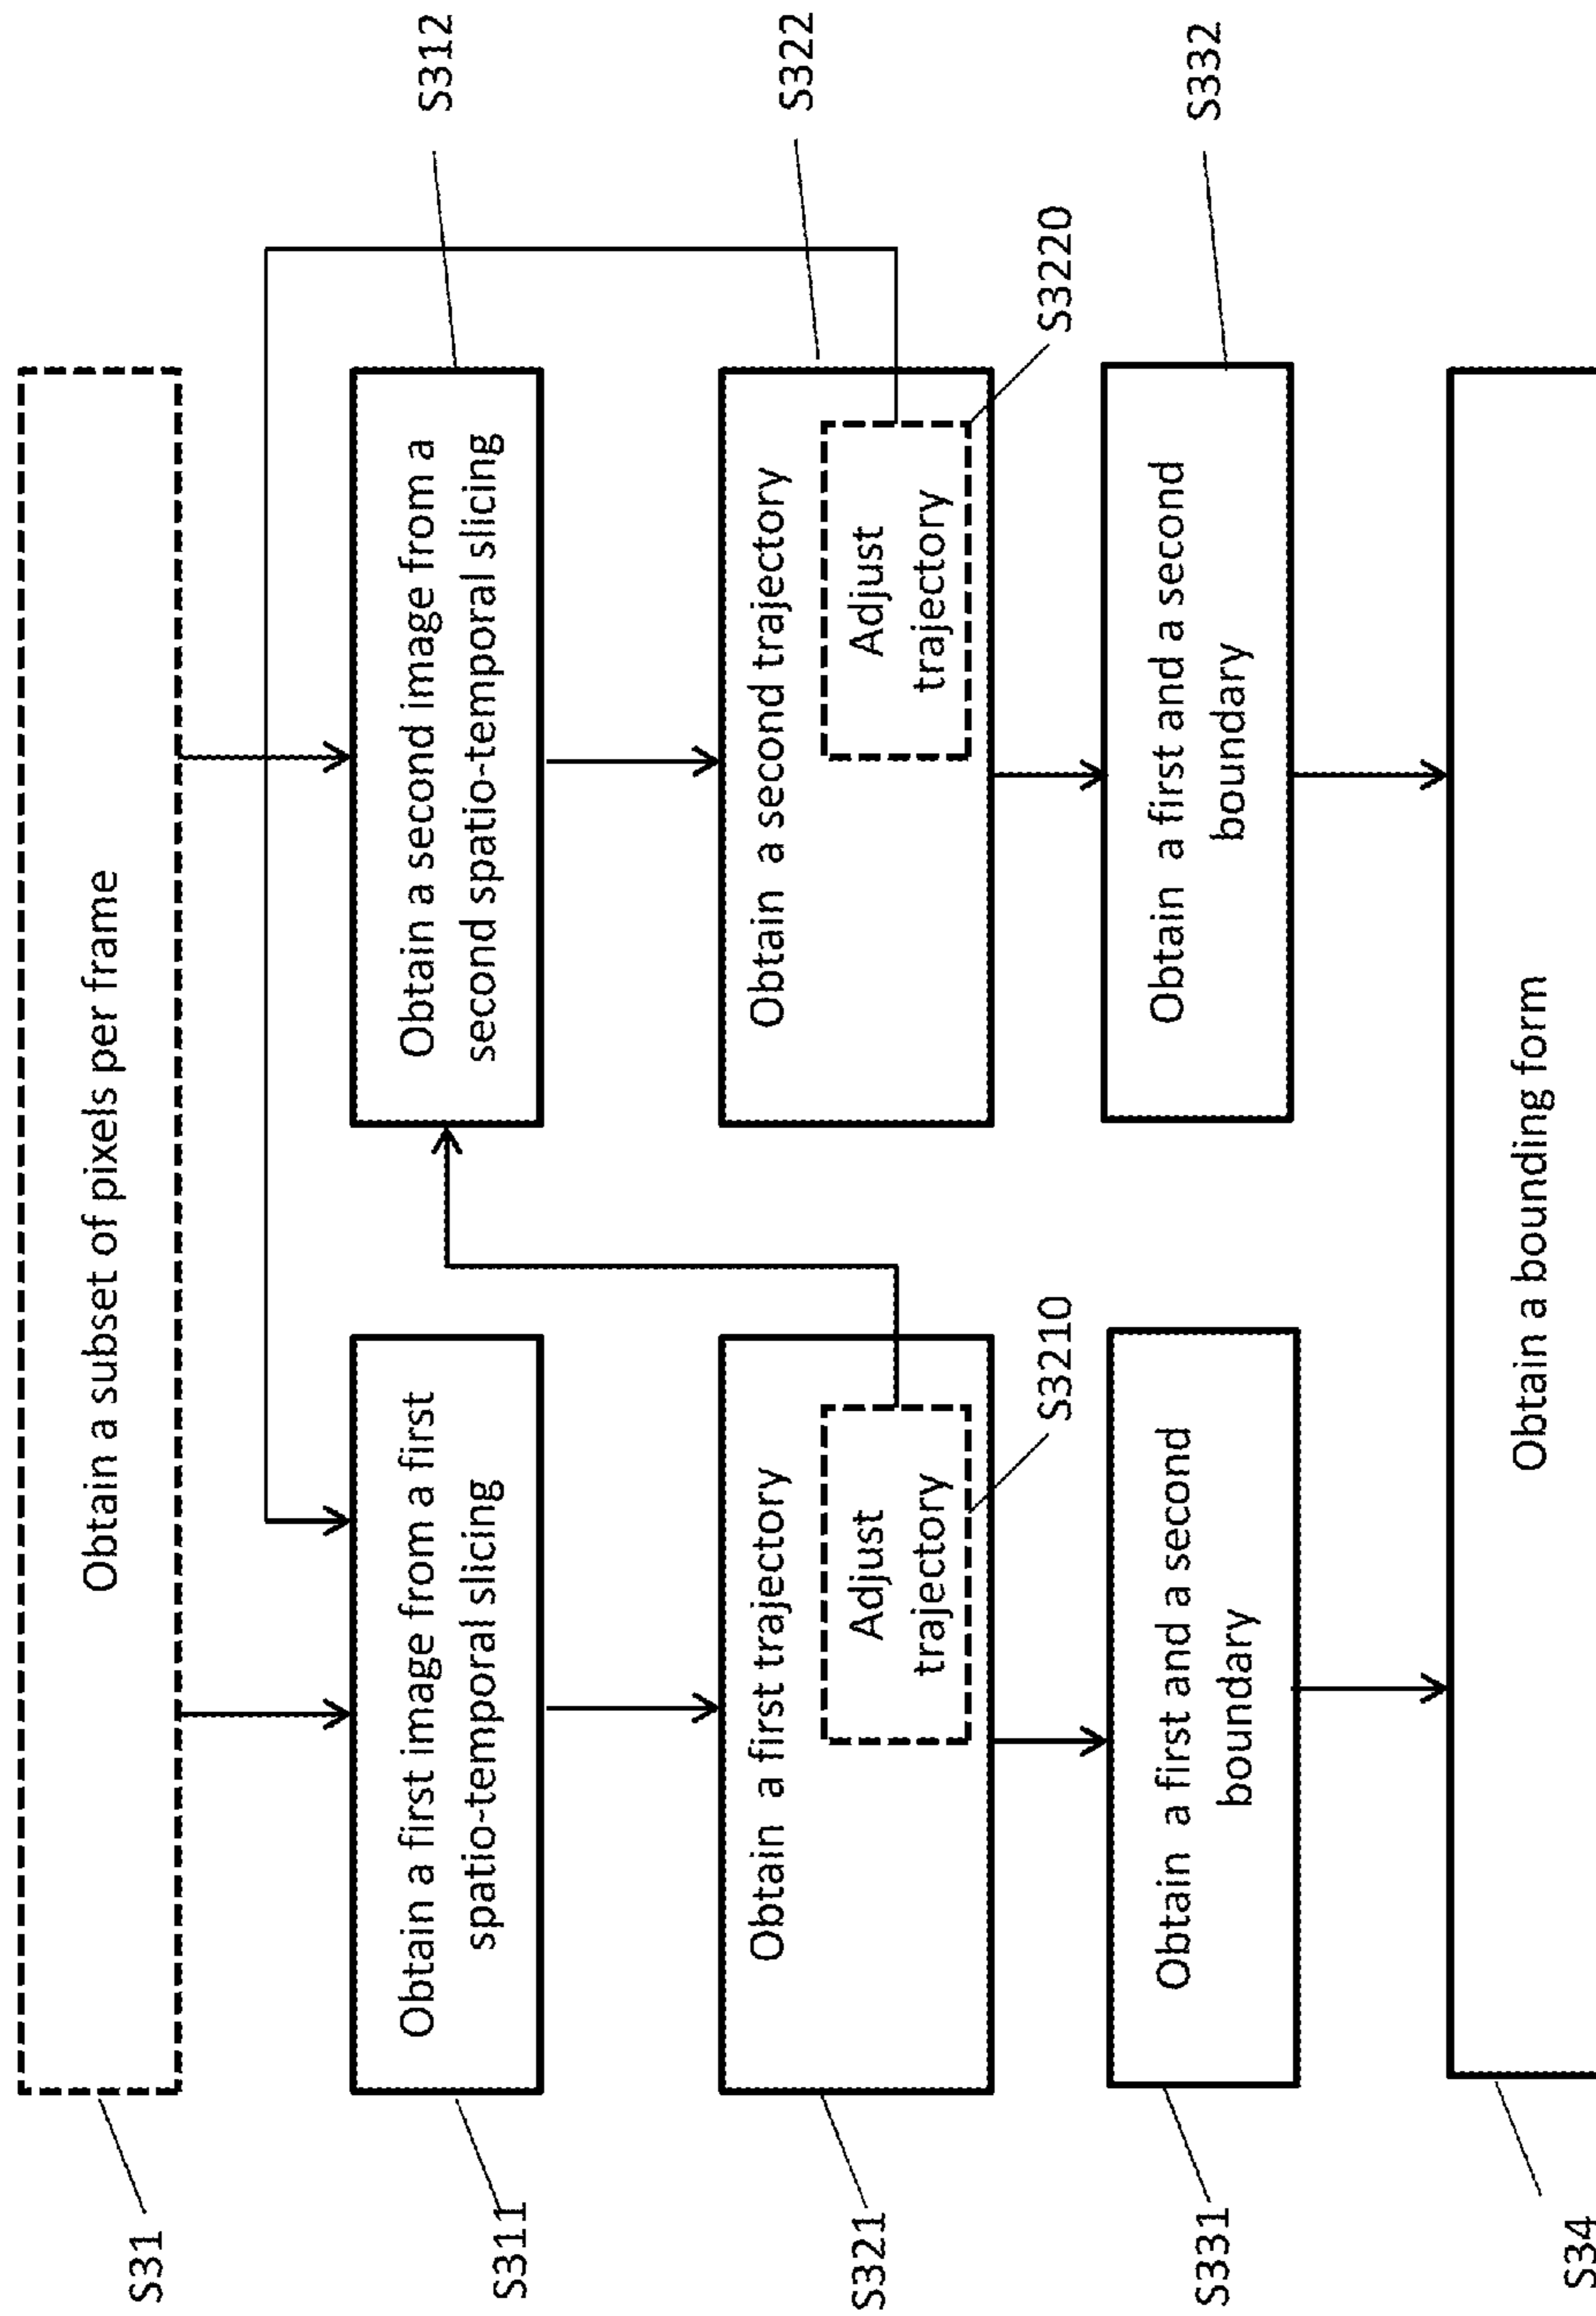 Obtain a subset of pixels per frame
S31
Obtain a first image from a first
spatio-temporal slicing
S311
Obtain a second image from a
second spatio-temporal slicing
S312
Obtain a first trajectory
Adjust
trajectory
S3210
S321
Obtain a second trajectory
Adjust
trajectory
S3220
S322
Obtain a first and a second
boundary
S331
Obtain a first and a second
boundary
S332
Obtain a bounding form
S34